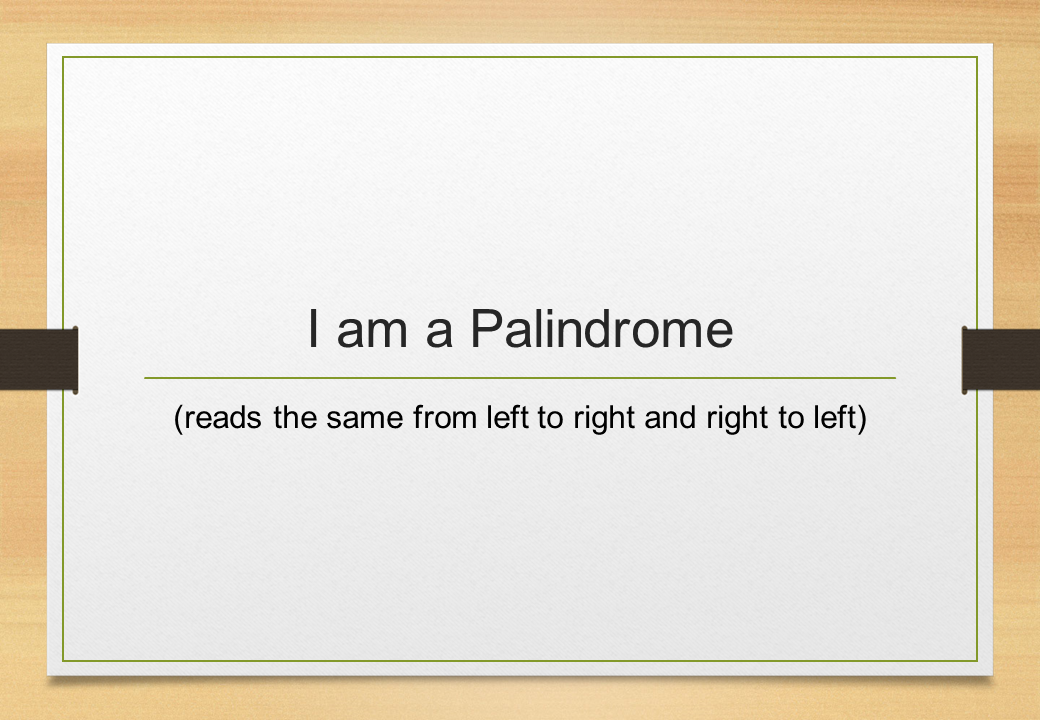 I am a Palindrome
(reads the same from left to right and right to left)